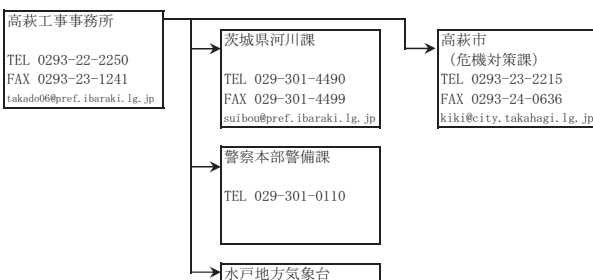 高萩工事事務所
TEL 0293-22-2250
FAX 0293-23-1241
takado06@pref.ibaraki.lg.jp
茨城県河川課
TEL 029-301-4490
FAX 029-301-4499
suibou@pref.ibaraki.lg.jp
高萩市
（危機対策課）
TEL 0293-23-2215
FAX 0293-24-0636
kiki@city.takahagi.lg.jp
警察本部警備課
TEL 029-301-0110
水戸地方気象台